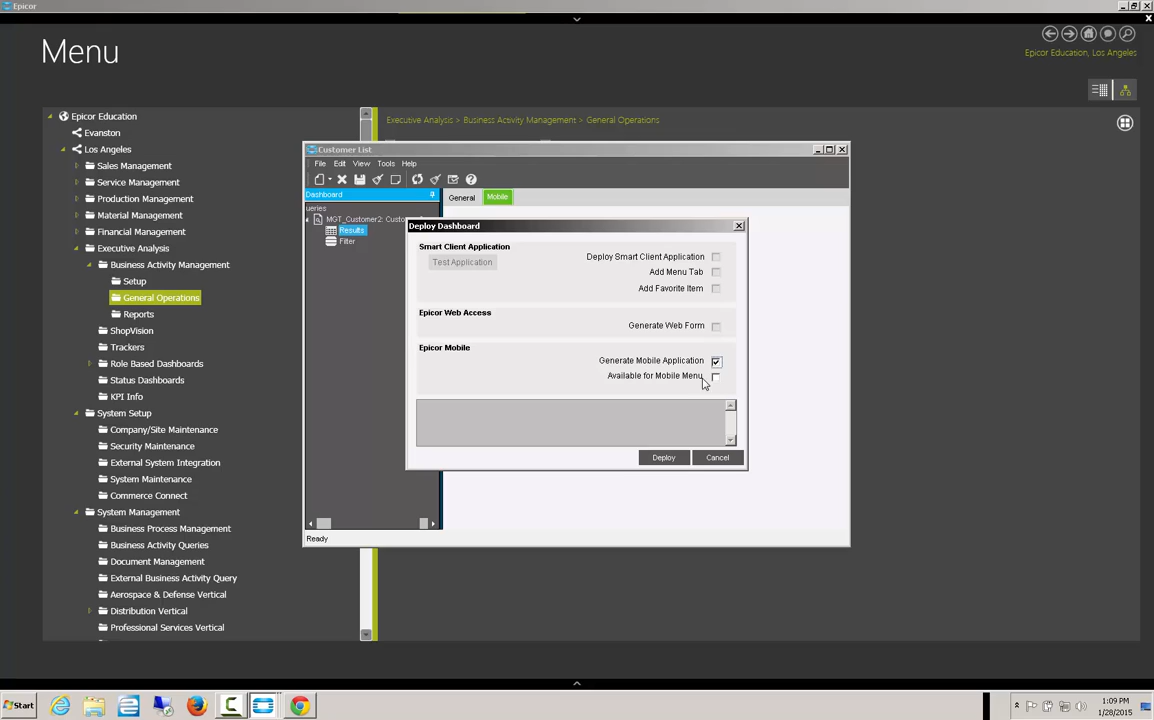 Epicor
Menu
Epicor Education, Los Angeles
Epicor Education
Evanston
Los Angeles
Sales Management
Service Management
Production Management
Material Management
Financial Management
Executive Analysis
Business Activity Management
Setup
General Operations
Reports
ShopVision
Trackers
Role Based Dashboards
Status Dashboards
KPI Info
System Setup
Company/Site Maintenance
Security Maintenance
External System Integration
System Maintenance
Commerce Connect
System Management
Business Process Management
Business Activity Queries
Document Management
External Business Activity Query
Aerospace & Defense Vertical
Distribution Vertical
Professional Services Vertical
Executive Analysis > Business Activity Management > General Operations
Customer List
File Edit View Tools Help
Dashboard
General Mobile
ueries
MGT_Customer2: Custo
Results
Filter
Deploy Dashboard
Smart Client Application
Test Application
Deploy Smart Client Application
Add Menu Tab
Add Favorite Item
Epicor Web Access
Generate Web Form
Epicor Mobile
Generate Mobile Application
Available for Mobile Menu
Deploy Cancel
Ready
Start
1:09 PM
1/28/2015